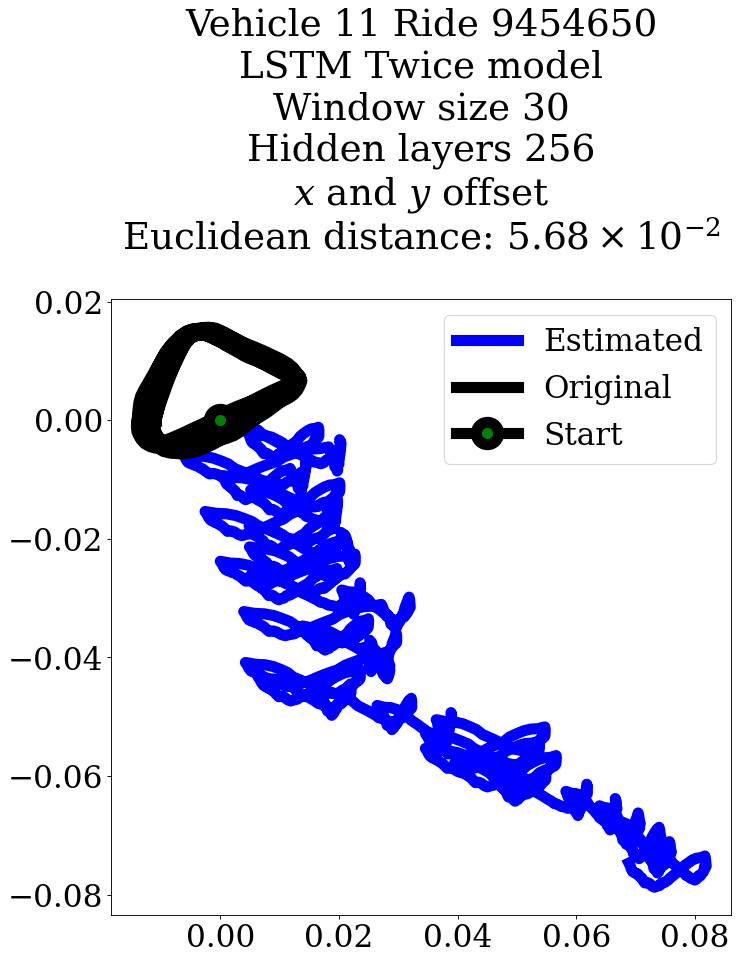 Vehicle 11 Ride 9454650
LSTM Twice model
Window size 30
Hidden layers 256
x and y offset
Euclidean distance: 5.68 × 10⁻²
Estimated
Original
Start
0.02
0.00
−0.02
−0.04
−0.06
−0.08
0.00 0.02 0.04 0.06 0.08